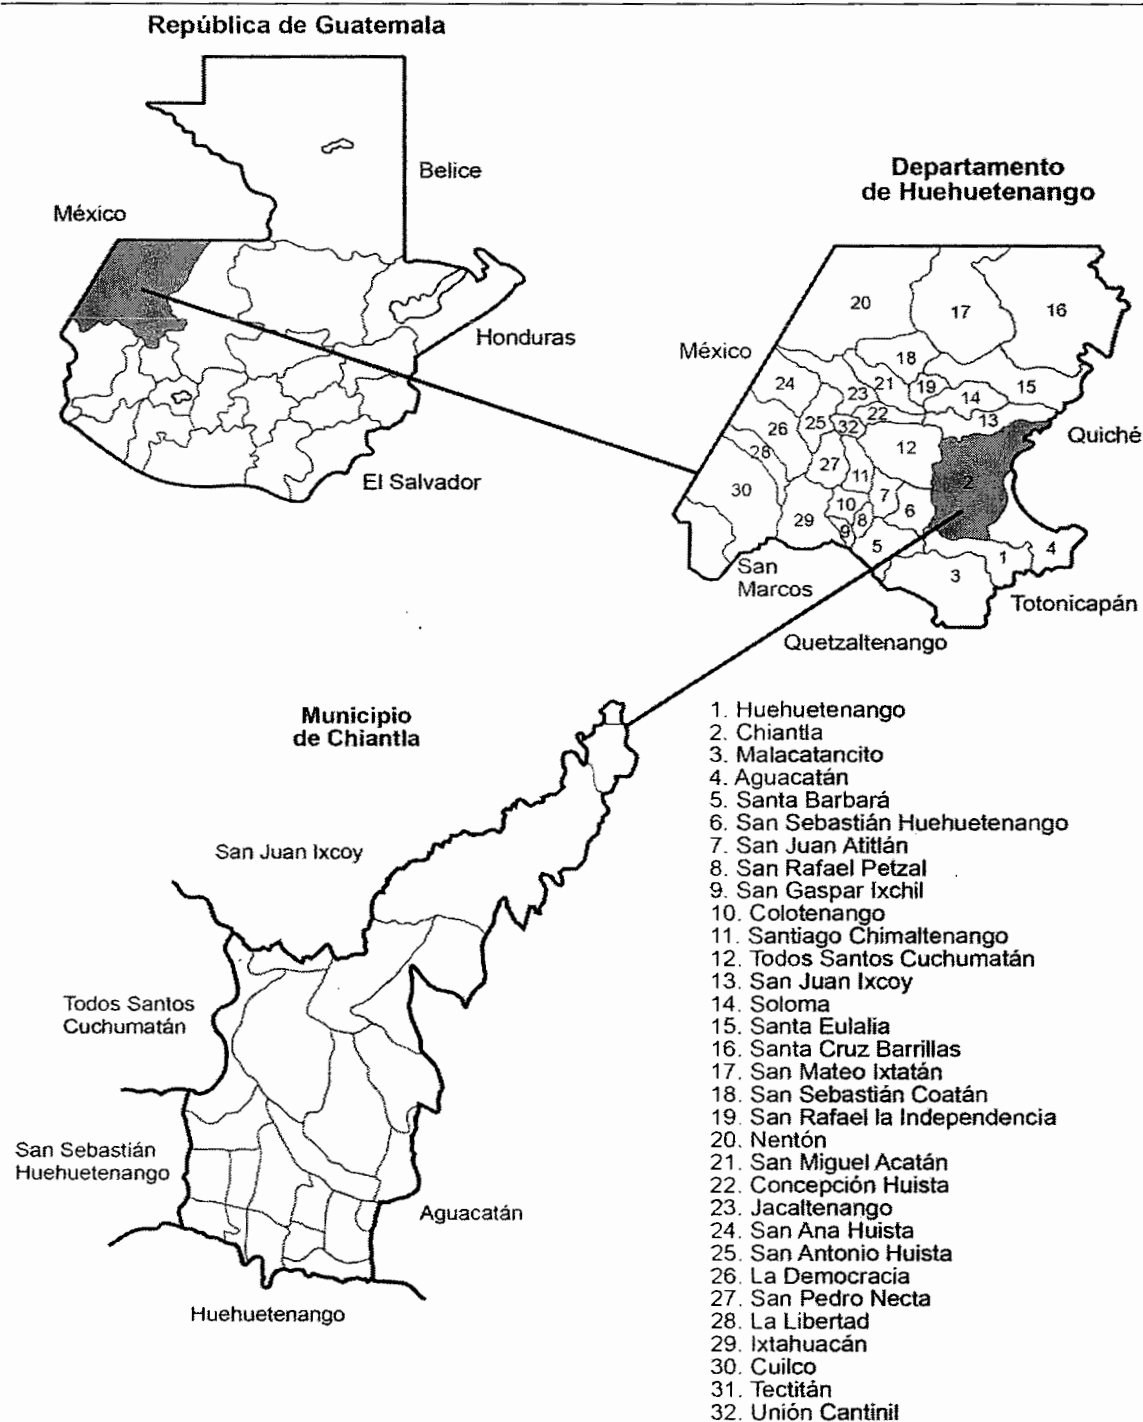 República de Guatemala
Belice
México
Honduras
El Salvador
Departamento
de Huehuetenango
México
20
17
16
18
24
23
21
19
14
15
13
26
25
32
22
12
Quiché
28
27
11
2
30
10
7
6
29
9
8
5
1
4
3
San
Marcos
Totonicapán
Quetzaltenango
Municipio
de Chiantla
San Juan Ixcoy
Todos Santos
Cuchumatán
San Sebastián
Huehuetenango
Aguacatán
Huehuetenango
1. Huehuetenango
2. Chiantla
3. Malacatancito
4. Aguacatán
5. Santa Barbará
6. San Sebastián Huehuetenango
7. San Juan Atitlán
8. San Rafael Petzal
9. San Gaspar Ixchil
10. Colotenango
11. Santiago Chimaltenango
12. Todos Santos Cuchumatán
13. San Juan Ixcoy
14. Soloma
15. Santa Eulalia
16. Santa Cruz Barrillas
17. San Mateo Ixtatán
18. San Sebastián Coatán
19. San Rafael la Independencia
20. Nentón
21. San Miguel Acatán
22. Concepción Huista
23. Jacaltenango
24. San Ana Huista
25. San Antonio Huista
26. La Democracia
27. San Pedro Necta
28. La Libertad
29. Ixtahuacán
30. Cuilco
31. Tectitán
32. Unión Cantinil